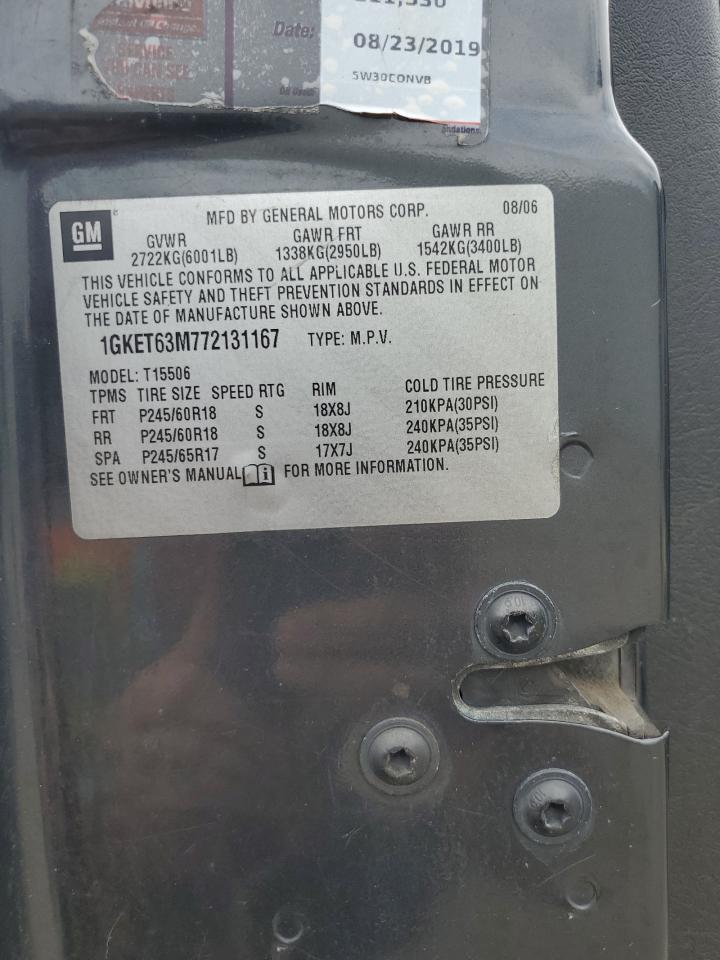 Date:
08/23/2019
5W30CONVB
SERVICE
YOU CAN SEE
GM
MFD BY GENERAL MOTORS CORP. 08/06
GVWR GAWR FRT GAWR RR
2722KG(6001LB) 1338KG(2950LB) 1542KG(3400LB)
THIS VEHICLE CONFORMS TO ALL APPLICABLE U.S. FEDERAL MOTOR
VEHICLE SAFETY AND THEFT PREVENTION STANDARDS IN EFFECT ON
THE DATE OF MANUFACTURE SHOWN ABOVE.
1GKET63M772131167 TYPE: M.P.V.
MODEL: T15506
TPMS TIRE SIZE SPEED RTG RIM COLD TIRE PRESSURE
FRT P245/60R18 S 18X8J 210KPA(30PSI)
RR P245/60R18 S 18X8J 240KPA(35PSI)
SPA P245/65R17 S 17X7J 240KPA(35PSI)
SEE OWNER'S MANUAL FOR MORE INFORMATION.